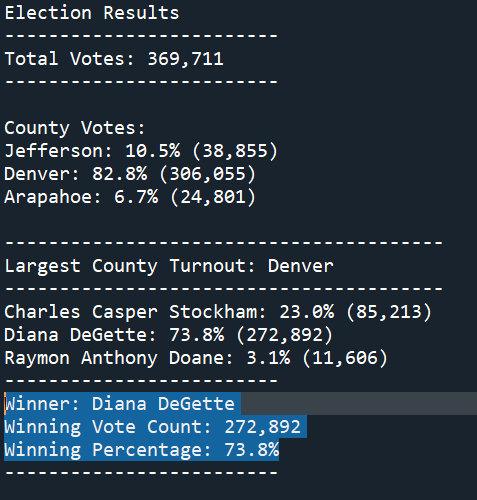 Election Results
-------------------------
Total Votes: 369,711
-------------------------
County Votes:
Jefferson: 10.5% (38,855)
Denver: 82.8% (306,055)
Arapahoe: 6.7% (24,801)
----------------------------------------
Largest County Turnout: Denver
----------------------------------------
Charles Casper Stockham: 23.0% (85,213)
Diana DeGette: 73.8% (272,892)
Raymon Anthony Doane: 3.1% (11,606)
-------------------------
Winner: Diana DeGette
Winning Vote Count: 272,892
Winning Percentage: 73.8%
-------------------------